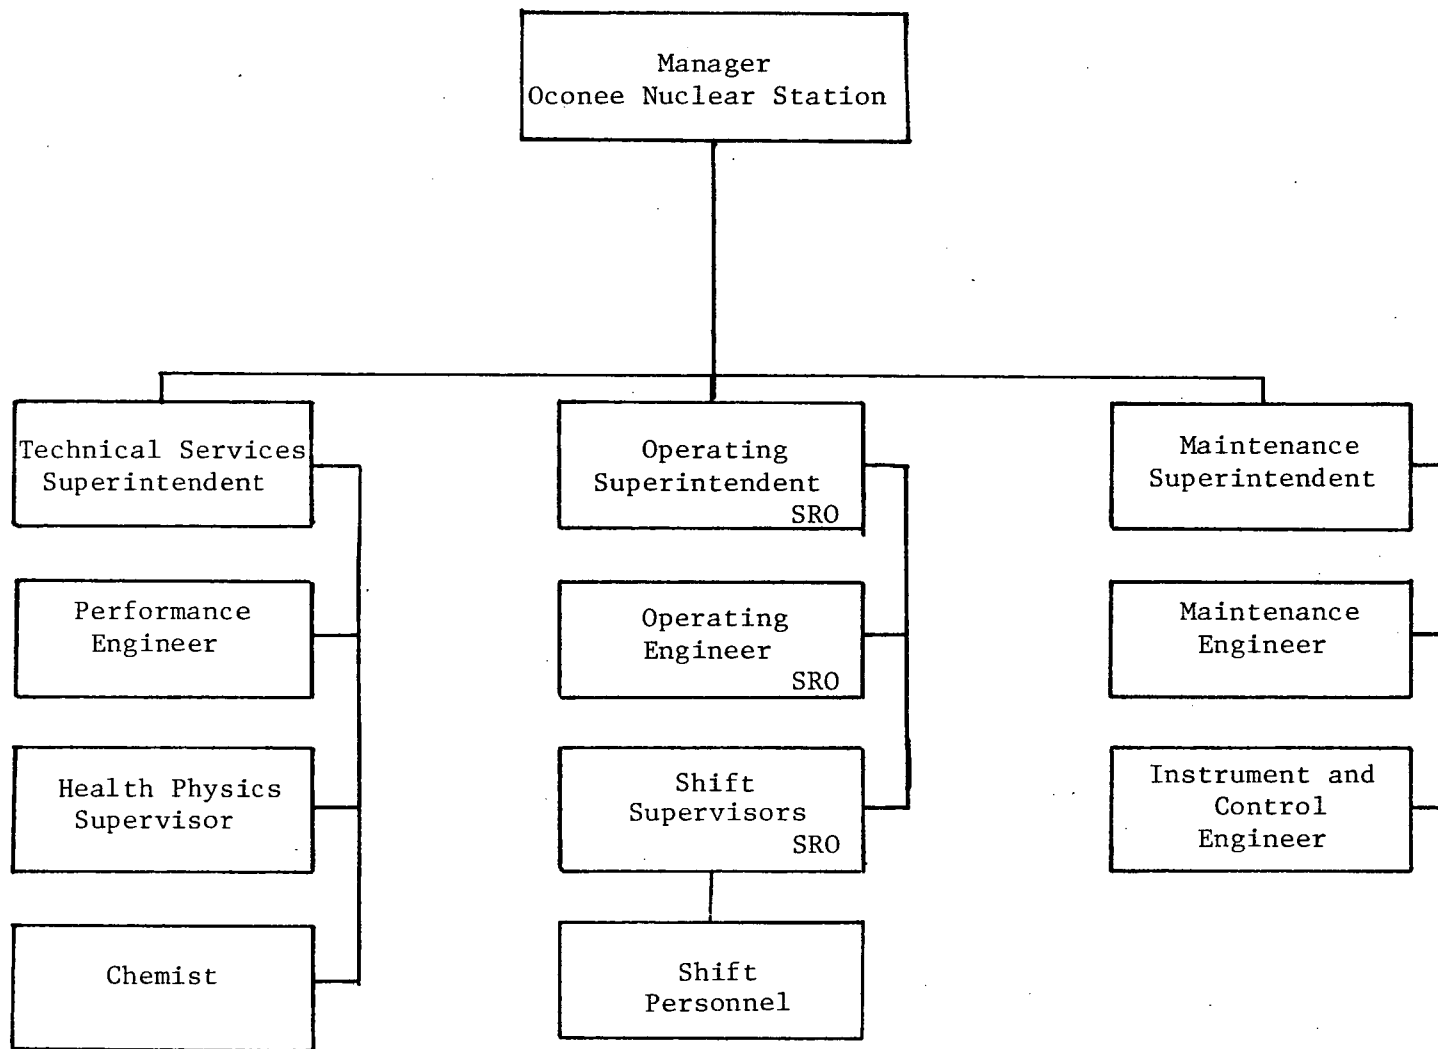 Manager
Oconee Nuclear Station
Technical Services
Superintendent
Operating
Superintendent
SRO
Maintenance
Superintendent
Performance
Engineer
Operating
Engineer
SRO
Maintenance
Engineer
Health Physics
Supervisor
Shift
Supervisors
SRO
Instrument and
Control
Engineer
Chemist
Shift
Personnel